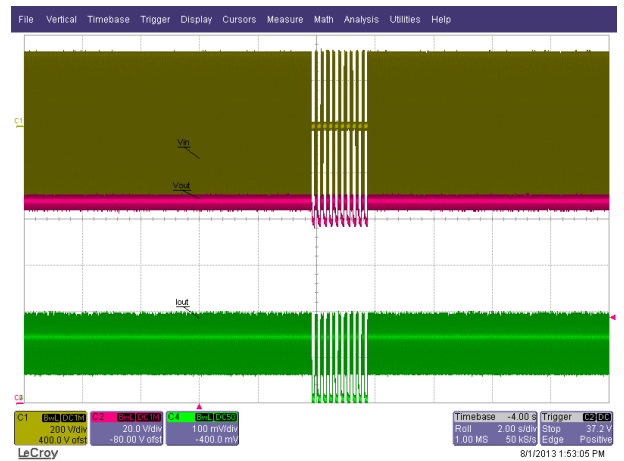 File Vertical Timebase Trigger Display Cursors Measure Math Analysis Utilities Help
C1
Vin
Vout
Iout
C1 BwL DC1M C2 BwL DC1M C4 BwL DC50 Timebase -4.00 s Trigger C2 DC
200 V/div 20.0 V/div 100 mV/div Roll 2.00 s/div Stop 37.2 V
400.0 V ofst -80.00 V ofst -400.0 mV 1.00 MS 50 kS/s Edge Positive
LeCroy 8/1/2013 1:53:05 PM